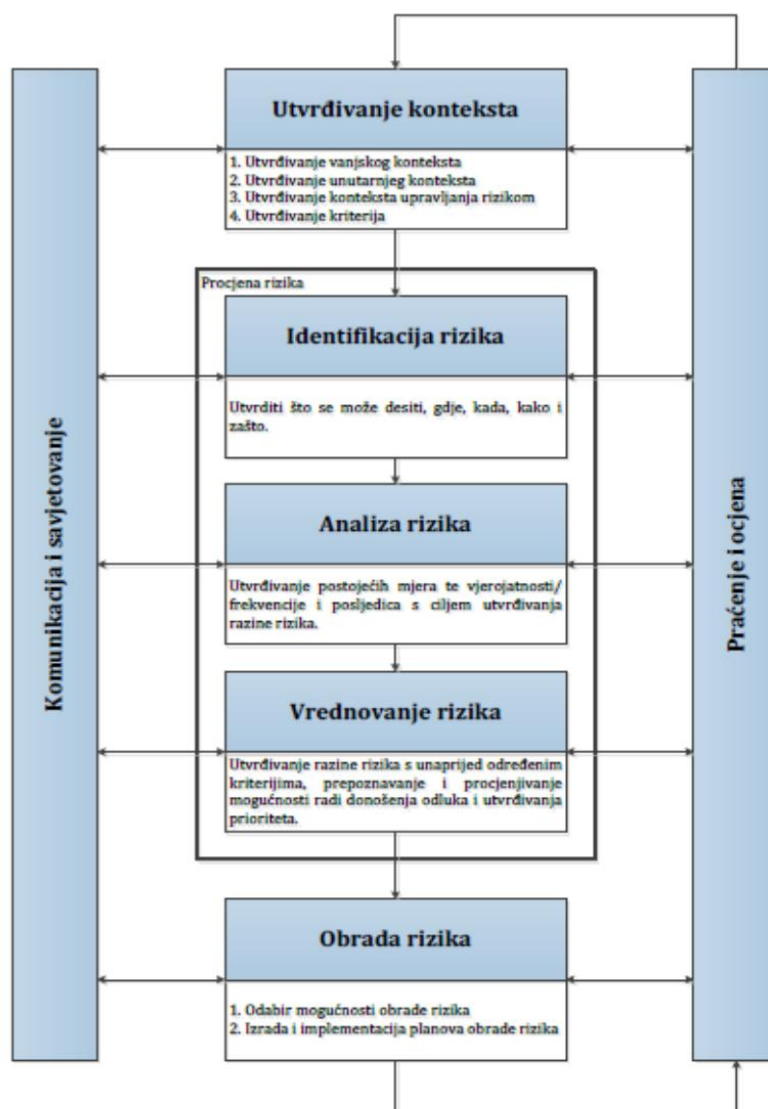 Utvrđivanje konteksta
1. Utvrđivanje vanjskog konteksta
2. Utvrđivanje unutarnjeg konteksta
3. Utvrđivanje konteksta upravljanja rizikom
4. Utvrđivanje kriterija
Procjena rizika
Identifikacija rizika
Utvrditi što se može desiti, gdje, kada, kako i
zašto.
Analiza rizika
Utvrđivanje postojećih mjera te vjerojatnosti/
frekvencije i posljedica s ciljem utvrđivanja
razine rizika.
Vrednovanje rizika
Utvrđivanje razine rizika s unaprijed određenim
kriterijima, prepoznavanje i procjenjivanje
mogućnosti radi donošenja odluka i utvrđivanja
prioriteta.
Obrada rizika
1. Odabir mogućnosti obrade rizika
2. Izrada i implementacija planova obrade rizika
Komunikacija i savjetovanje
Praćenje i ocjena